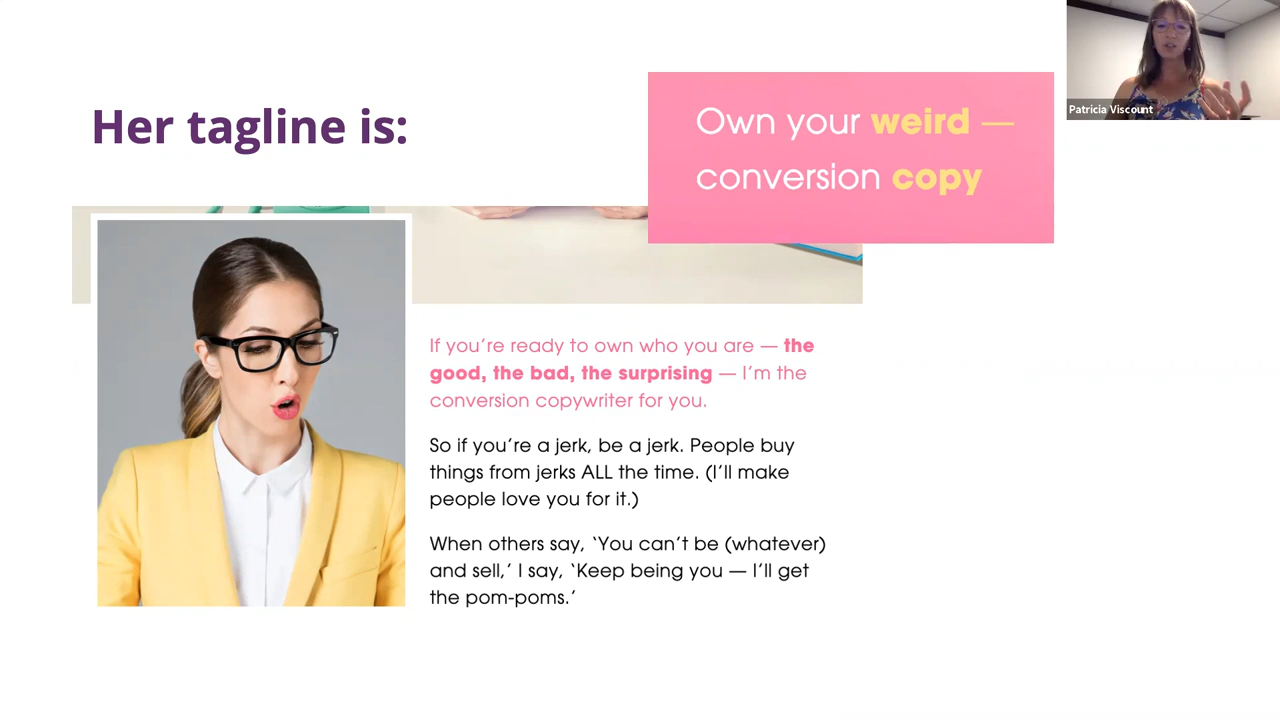 Her tagline is:
Own your weird —
conversion copy
Patricia Viscount
If you’re ready to own who you are — the
good, the bad, the surprising — I’m the
conversion copywriter for you.
So if you’re a jerk, be a jerk. People buy
things from jerks ALL the time. (I’ll make
people love you for it.)
When others say, ‘You can’t be (whatever)
and sell,’ I say, ‘Keep being you — I’ll get
the pom-poms.’